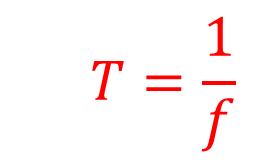 T = 1/f